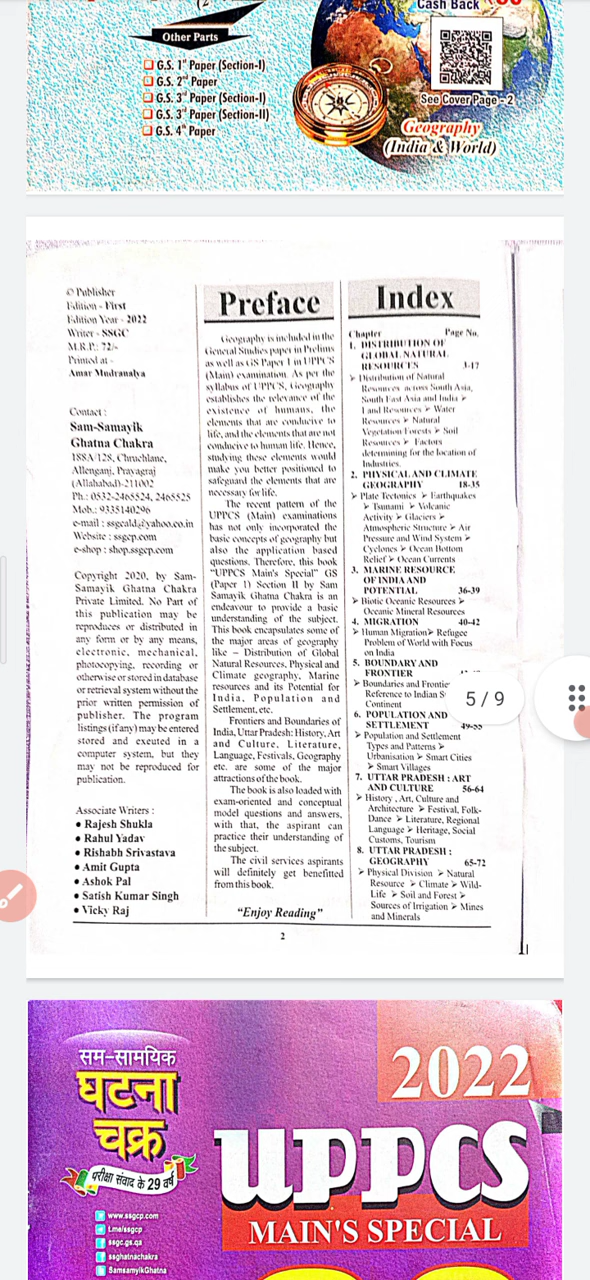 Cash Back
Other Parts
G.S. 1st Paper (Section-I)
G.S. 2nd Paper
G.S. 3rd Paper (Section-I)
G.S. 3rd Paper (Section-II)
G.S. 4th Paper
See Cover Page - 2
Geography
(India & World)
© Publisher
Edition - First
Edition Year - 2022
Writer - SSGC
M.R.P.: 72/-
Printed at -
Amar Mudranalya
Contact :
Sam-Samayik
Ghatna Chakra
188A/128, Churchlane,
Allenganj, Prayagraj
(Allahabad)-211002
Ph.: 0532-2465524, 2465525
Mob.: 9335140296
e-mail : ssgcald@yahoo.co.in
Website : ssgcp.com
e-shop : shop.ssgcp.com
Copyright 2020, by Sam-
Samayik Ghatna Chakra
Private Limited. No Part of
this publication may be
reproduces or distributed in
any form or by any means,
electronic, mechanical,
photocopying, recording or
otherwise or stored in database
or retrieval system without the
prior written permission of
publisher. The program
listings (if any) may be entered
stored and exeuted in a
computer system, but they
may not be reproduced for
publication.
Associate Writers :
• Rajesh Shukla
• Rahul Yadav
• Rishabh Srivastava
• Amit Gupta
• Ashok Pal
• Satish Kumar Singh
• Vicky Raj
Preface
Geography is included in the
General Studies paper in Prelims
as well as GS Paper I in UPPCS
(Main) examination. As per the
syllabus of UPPCS, Geography
establishes the relevance of the
existence of humans, the
elements that are conducive to
life, and the elements that are not
conducive to human life. Hence,
studying these elements would
make you better positioned to
safeguard the elements that are
necessary for life.
The recent pattern of the
UPPCS (Main) examinations
has not only incorporated the
basic concepts of geography but
also the application based
questions. Therefore, this book
"UPPCS Main's Special" GS
(Paper 1) Section II by Sam
Samayik Ghatna Chakra is an
endeavour to provide a basic
understanding of the subject.
This book encapsulates some of
the major areas of geography
like – Distribution of Global
Natural Resources, Physical and
Climate geography, Marine
resources and its Potential for
India, Population and
Settlement, etc.
Frontiers and Boundaries of
India, Uttar Pradesh: History, Art
and Culture, Literature,
Language, Festivals, Geography
etc. are some of the major
attractions of the book.
The book is also loaded with
exam-oriented and conceptual
model questions and answers,
with that, the aspirant can
practice their understanding of
the subject.
The civil services aspirants
will definitely get benefitted
from this book.
"Enjoy Reading"
Index
Chapter Page No.
1. DISTRIBUTION OF
GLOBAL NATURAL
RESOURCES 3-17
➢ Distribution of Natural
Resources across South Asia,
South East Asia and India ➢
Land Resources ➢ Water
Resources ➢ Natural
Vegetation Forests ➢ Soil
Resources ➢ Factors
determining for the location of
Industries.
2. PHYSICAL AND CLIMATE
GEOGRAPHY 18-35
➢ Plate Tectonics ➢ Earthquakes
➢ Tsunami ➢ Volcanic
Activity ➢ Glaciers ➢
Atmospheric Structure ➢ Air
Pressure and Wind System ➢
Cyclones ➢ Ocean Bottom
Relief ➢ Ocean Currents
3. MARINE RESOURCE
OF INDIA AND
POTENTIAL 36-39
➢ Biotic Oceanic Resources ➢
Oceanic Mineral Resources
4. MIGRATION 40-42
➢ Human Migration ➢ Refugee
Problem of World with Focus
on India
5. BOUNDARY AND
FRONTIER
➢ Boundaries and Frontie
Reference to Indian S
Continent
6. POPULATION AND
SETTLEMENT 49-55
➢ Population and Settlement
Types and Patterns ➢
Urbanisation ➢ Smart Cities
➢ Smart Villages
7. UTTAR PRADESH : ART
AND CULTURE 56-64
➢ History, Art, Culture and
Architecture ➢ Festival, Folk-
Dance ➢ Literature, Regional
Language ➢ Heritage, Social
Customs, Tourism
8. UTTAR PRADESH :
GEOGRAPHY 65-72
➢ Physical Division ➢ Natural
Resource ➢ Climate ➢ Wild-
Life ➢ Soil and Forest ➢
Sources of Irrigation ➢ Mines
and Minerals
2
5 / 9
सम-सामयिक
घटना
चक्र
परीक्षा संवाद के 29 वर्ष
www.ssgcp.com
t.me/ssgcp
ssgc.gs.qa
ssghatnachakra
SamsamyikGhatna
2022
UPPCS
MAIN'S SPECIAL